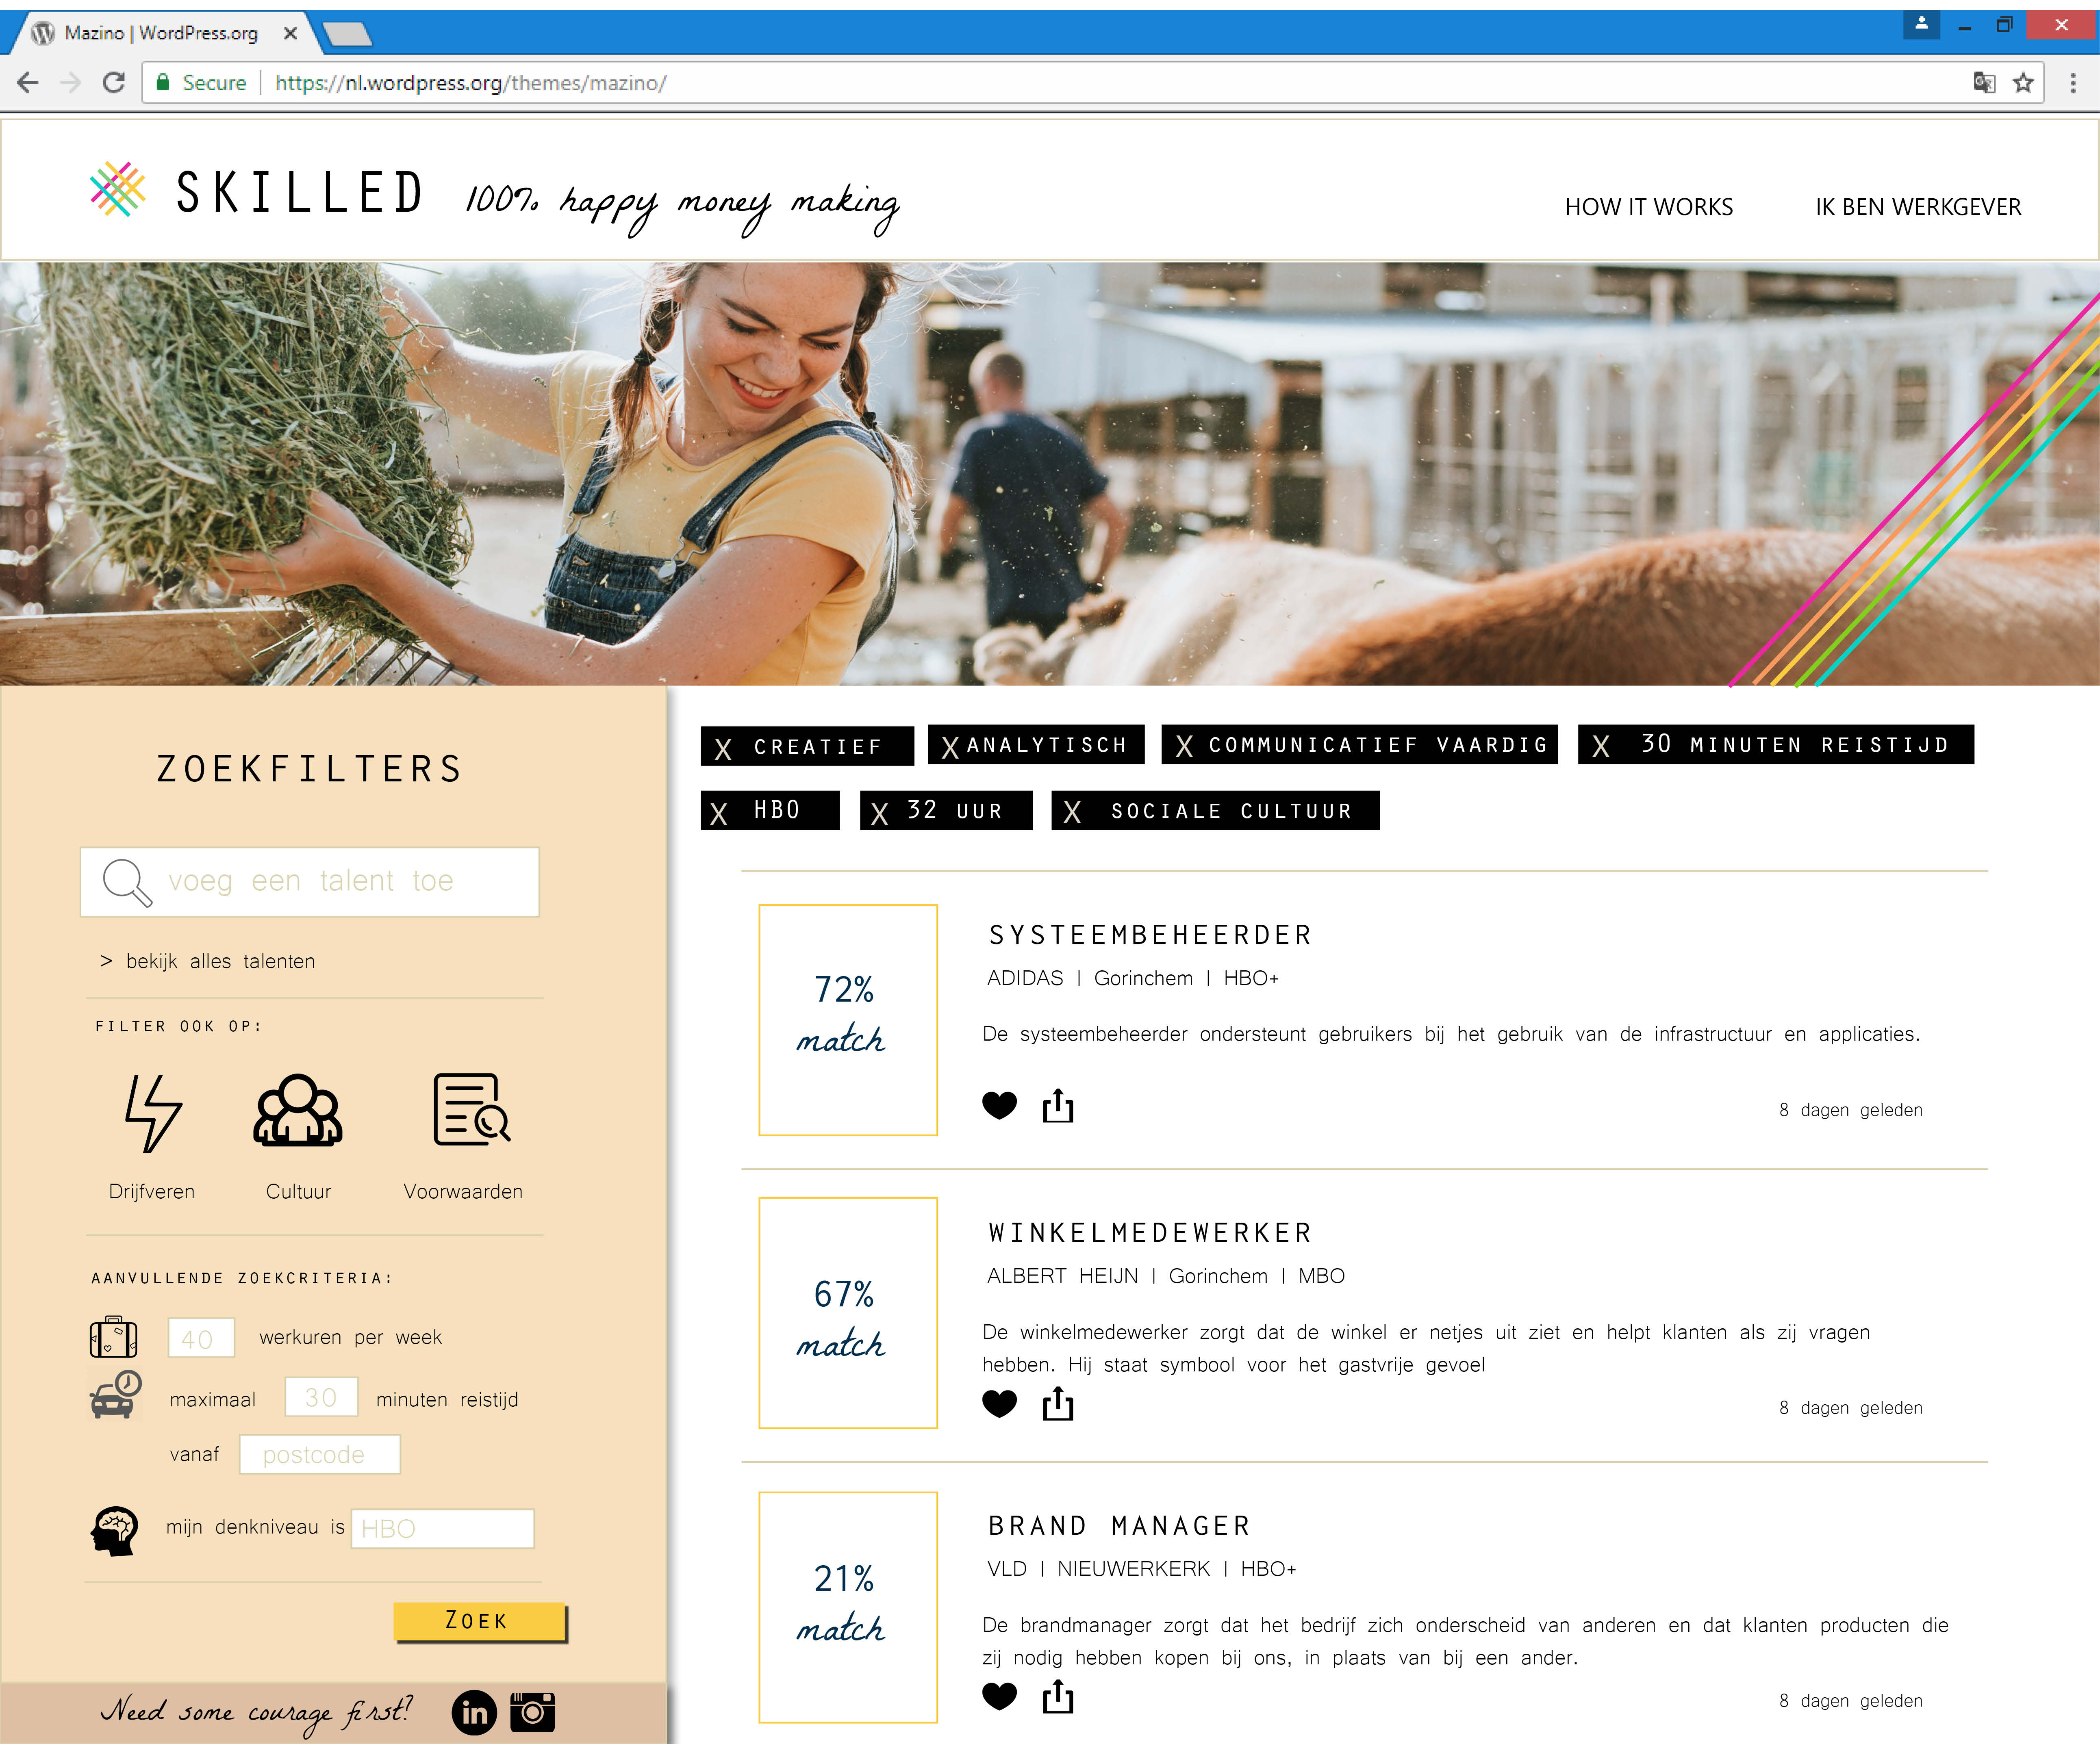 Mazino | WordPress.org
Secure | https://nl.wordpress.org/themes/mazino/
SKILLED 100% happy money making
HOW IT WORKS IK BEN WERKGEVER
ZOEKFILTERS
voeg een talent toe
> bekijk alles talenten
FILTER OOK OP:
Drijfveren Cultuur Voorwaarden
AANVULLENDE ZOEKCRITERIA:
40 werkuren per week
maximaal 30 minuten reistijd
vanaf postcode
mijn denkniveau is HBO
ZOEK
Need some courage first? in
X CREATIEF X ANALYTISCH X COMMUNICATIEF VAARDIG X 30 MINUTEN REISTIJD
X HBO X 32 UUR X SOCIALE CULTUUR
72%
match
SYSTEEMBEHEERDER
ADIDAS | Gorinchem | HBO+
De systeembeheerder ondersteunt gebruikers bij het gebruik van de infrastructuur en applicaties.
8 dagen geleden
67%
match
WINKELMEDEWERKER
ALBERT HEIJN | Gorinchem | MBO
De winkelmedewerker zorgt dat de winkel er netjes uit ziet en helpt klanten als zij vragen
hebben. Hij staat symbool voor het gastvrije gevoel
8 dagen geleden
21%
match
BRAND MANAGER
VLD | NIEUWERKERK | HBO+
De brandmanager zorgt dat het bedrijf zich onderscheid van anderen en dat klanten producten die
zij nodig hebben kopen bij ons, in plaats van bij een ander.
8 dagen geleden